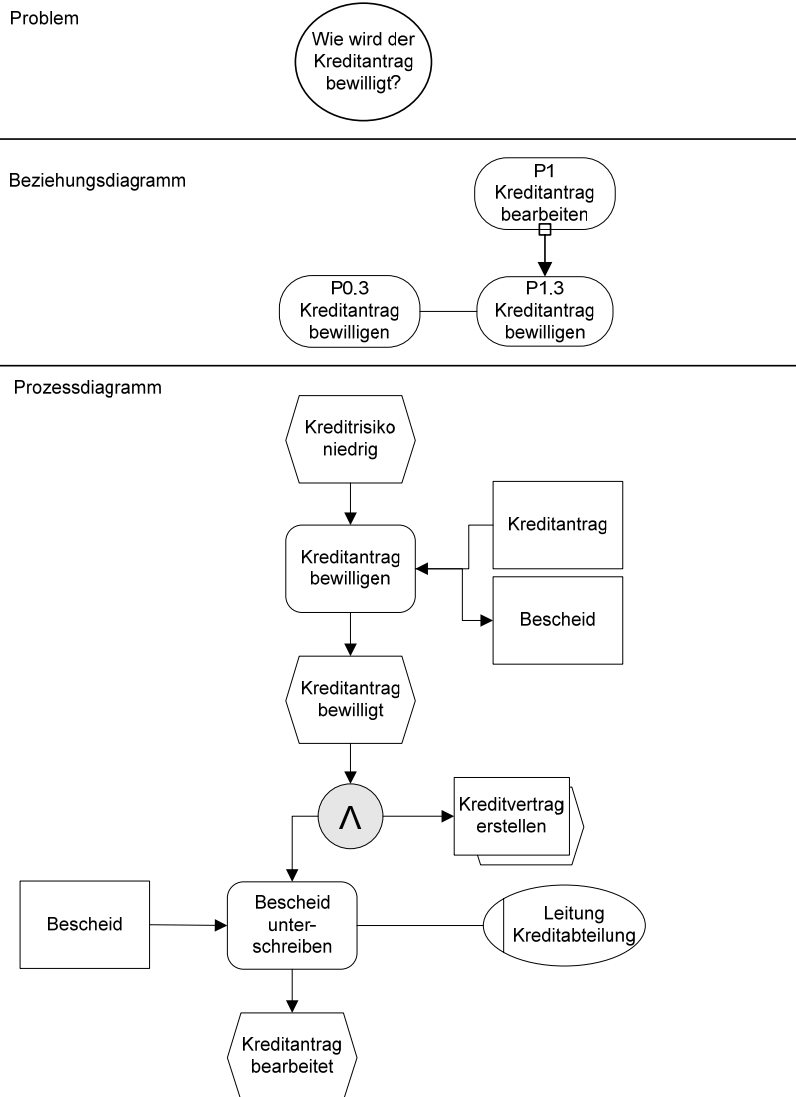 Problem
Wie wird der
Kreditantrag
bewilligt?
Beziehungsdiagramm
P1
Kreditantrag
bearbeiten
P0.3
Kreditantrag
bewilligen
P1.3
Kreditantrag
bewilligen
Prozessdiagramm
Kreditrisiko
niedrig
Kreditantrag
Kreditantrag
bewilligen
Bescheid
Kreditantrag
bewilligt
Λ
Kreditvertrag
erstellen
Bescheid
Bescheid
unter-
schreiben
Leitung
Kreditabteilung
Kreditantrag
bearbeitet